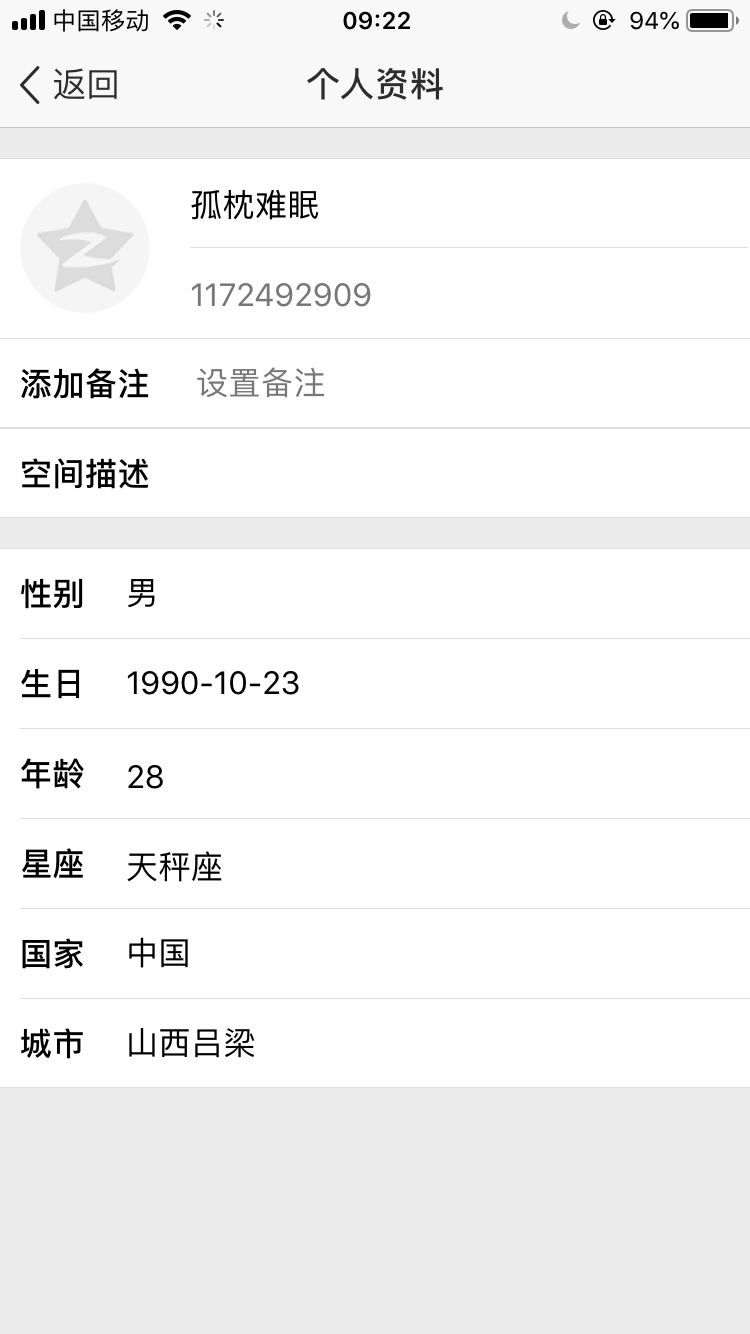 中国移动 09:22 94%
返回 个人资料
孤枕难眠
1172492909
添加备注 设置备注
空间描述
性别 男
生日 1990-10-23
年龄 28
星座 天秤座
国家 中国
城市 山西吕梁